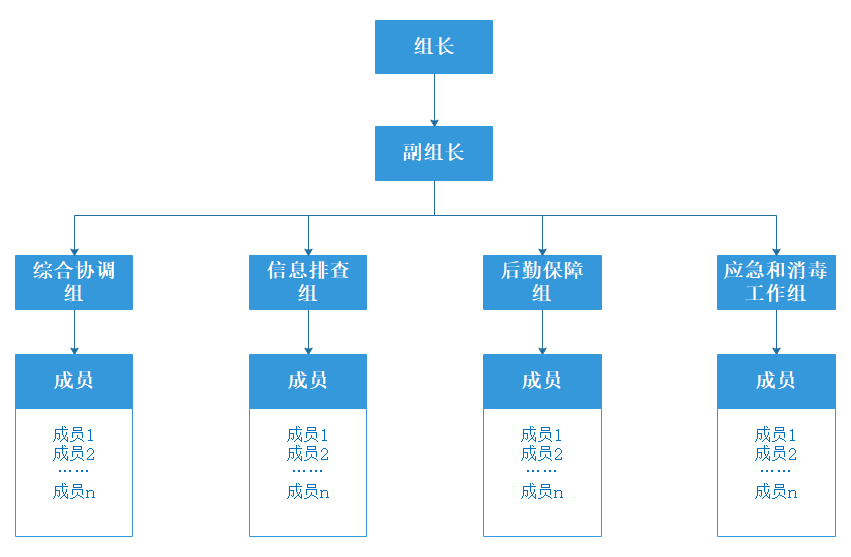 组长
副组长
综合协调
组
信息排查
组
后勤保障
组
应急和消毒
工作组
成员
成员1
成员2
……
成员n
成员
成员1
成员2
……
成员n
成员
成员1
成员2
……
成员n
成员
成员1
成员2
……
成员n